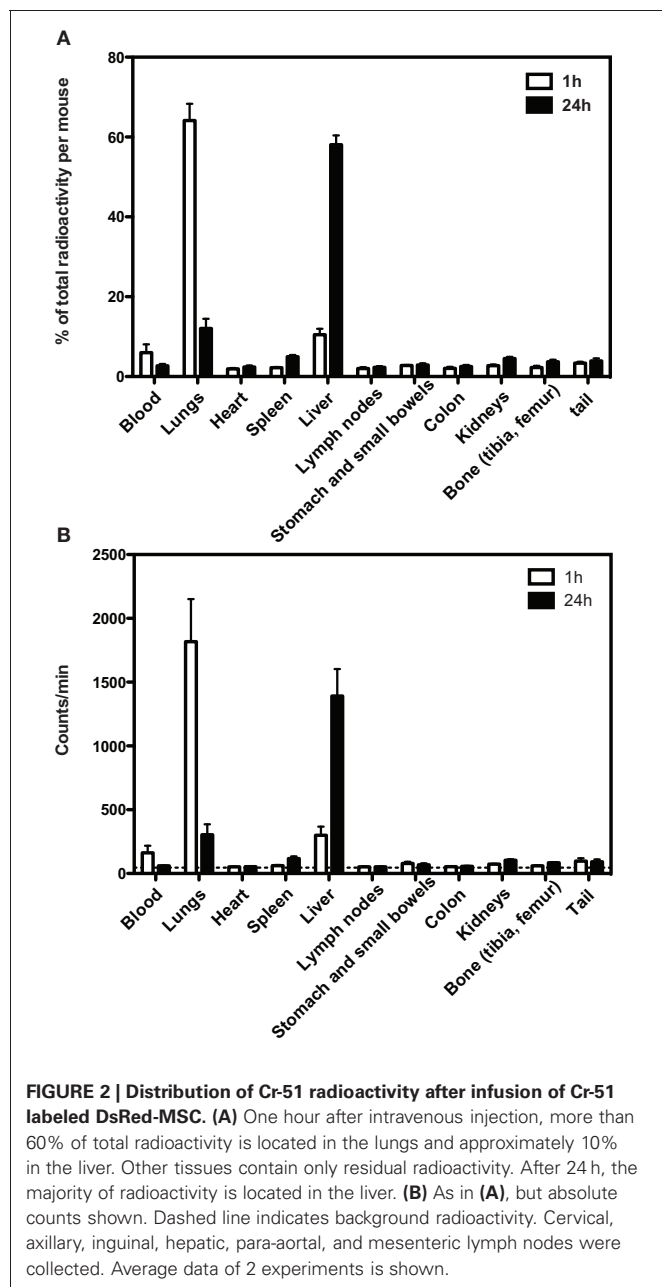 A
80
60
40
20
0
% of total radioactivity per mouse
1h
24h
Blood
Lungs
Heart
Spleen
Liver
Lymph nodes
Stomach and small bowels
Colon
Kidneys
Bone (tibia, femur)
tail
B
2500
2000
1500
1000
500
0
Counts/min
1h
24h
Blood
Lungs
Heart
Spleen
Liver
Lymph nodes
Stomach and small bowels
Colon
Kidneys
Bone (tibia, femur)
Tail
FIGURE 2 | Distribution of Cr-51 radioactivity after infusion of Cr-51
labeled DsRed-MSC. (A) One hour after intravenous injection, more than
60% of total radioactivity is located in the lungs and approximately 10%
in the liver. Other tissues contain only residual radioactivity. After 24 h, the
majority of radioactivity is located in the liver. (B) As in (A), but absolute
counts shown. Dashed line indicates background radioactivity. Cervical,
axillary, inguinal, hepatic, para-aortal, and mesenteric lymph nodes were
collected. Average data of 2 experiments is shown.